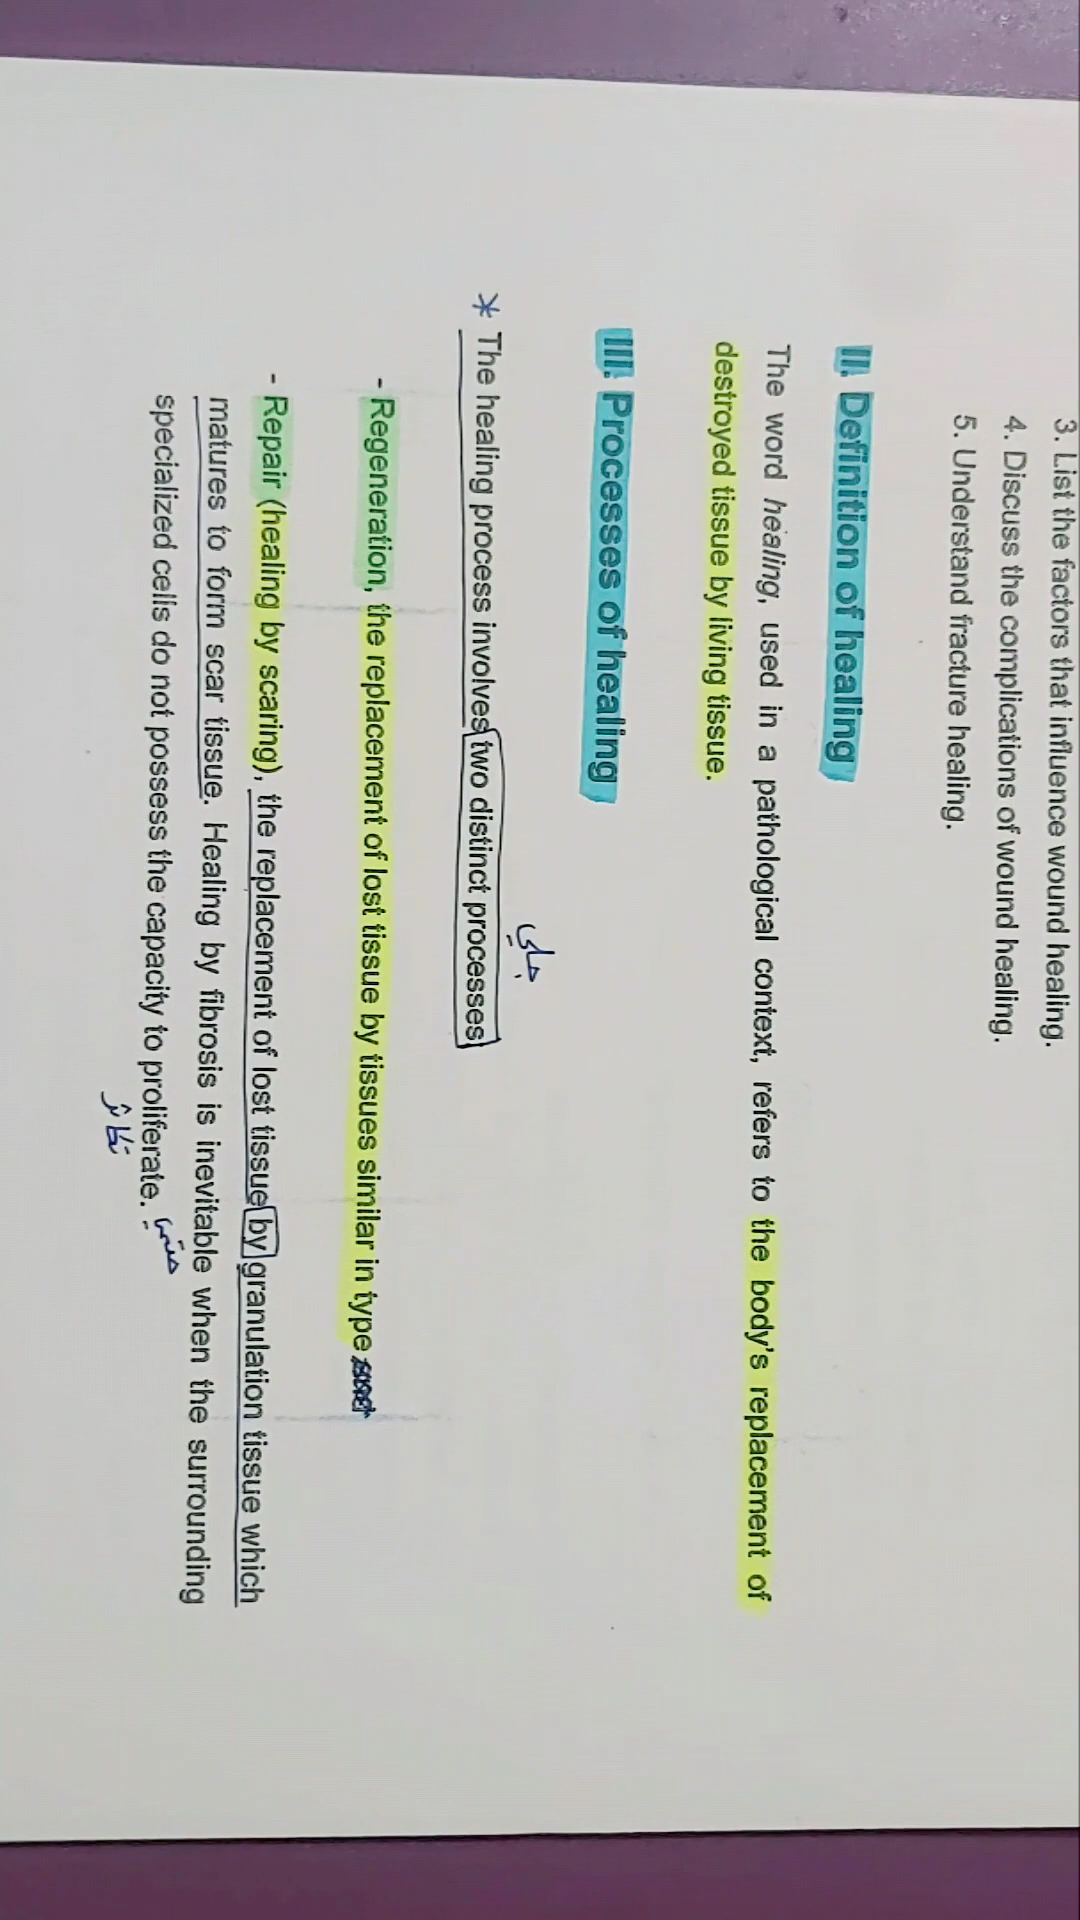 3. List the factors that influence wound healing.
4. Discuss the complications of wound healing.
5. Understand fracture healing.
II. Definition of healing
The word healing, used in a pathological context, refers to the body's replacement of
destroyed tissue by living tissue.
III. Processes of healing
جلي
* The healing process involves two distinct processes
- Regeneration, the replacement of lost tissue by tissues similar in type
- Repair (healing by scaring), the replacement of lost tissue by granulation tissue which
matures to form scar tissue. Healing by fibrosis is inevitable when the surrounding
specialized cells do not possess the capacity to proliferate.
تكاثر